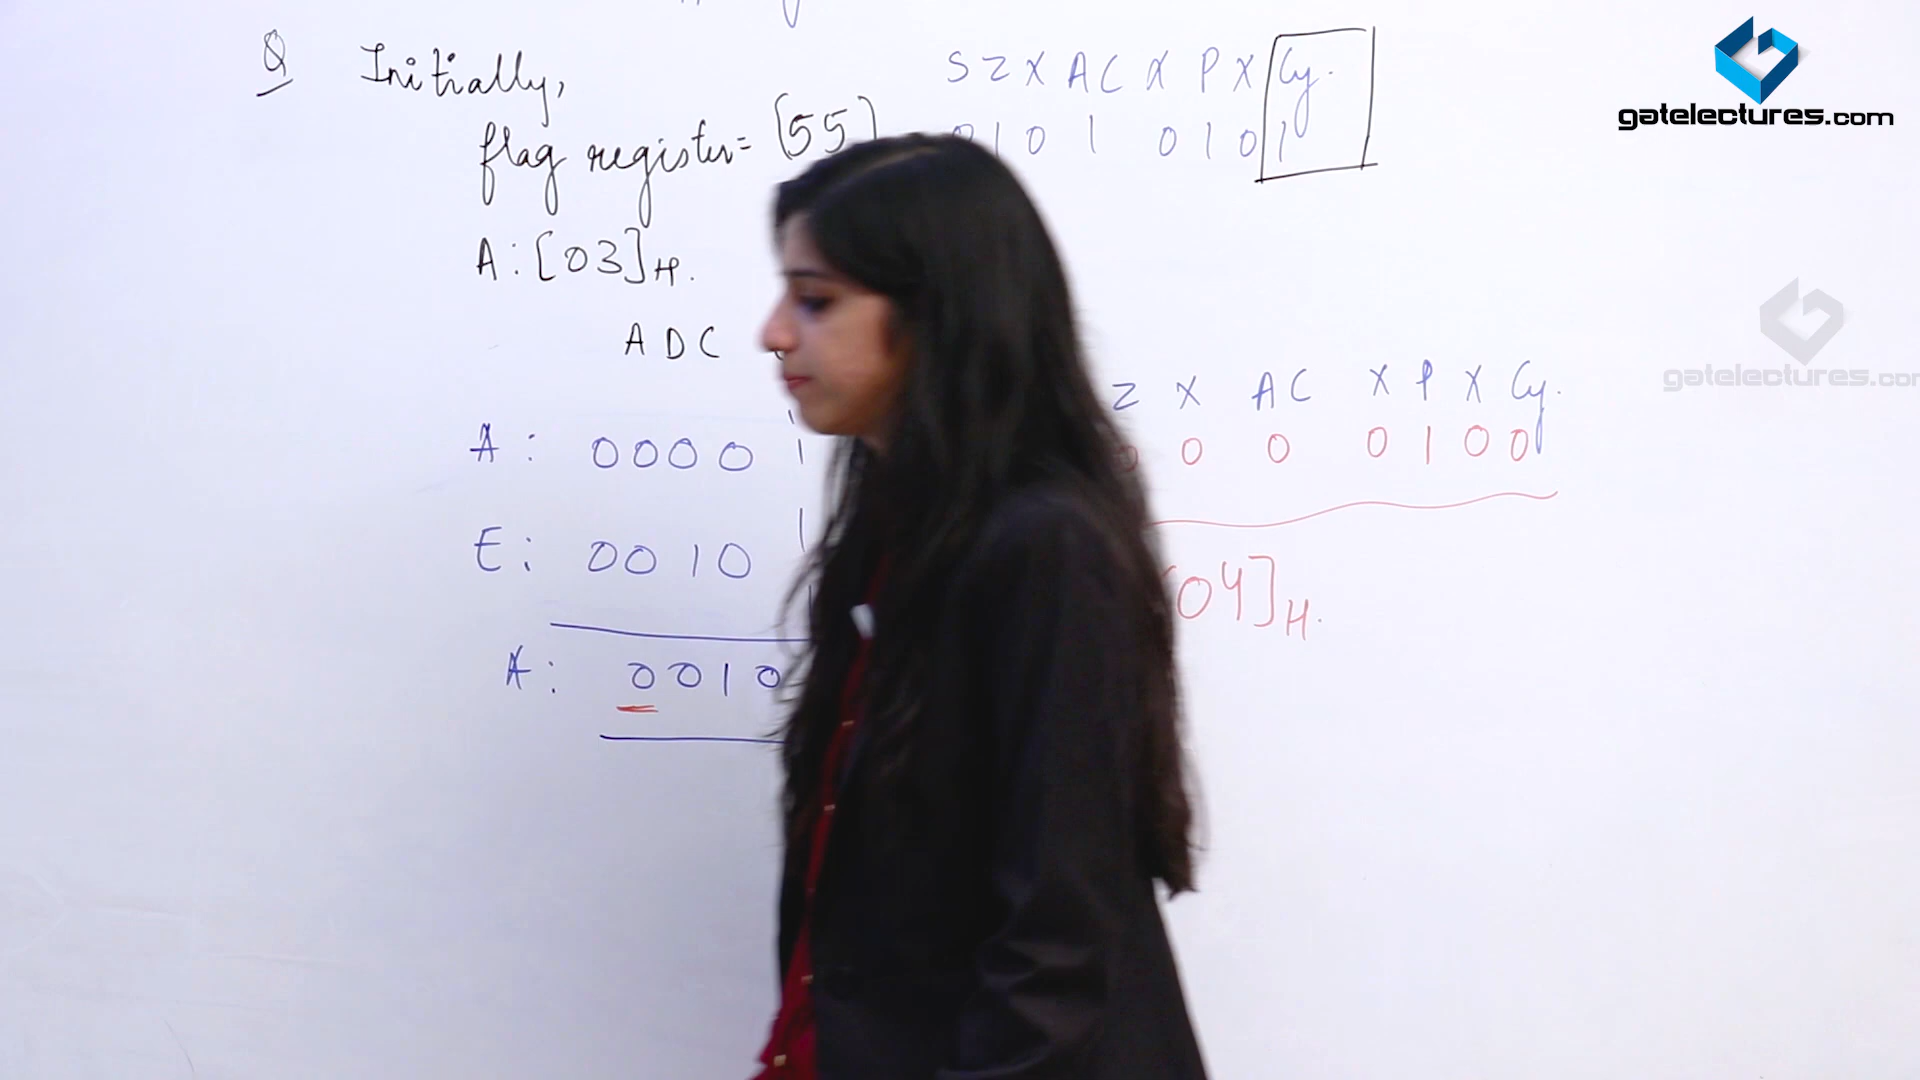 Q Initially,
flag register = (55)
S Z X AC X P X Cy.
0 1 0 1 0 1 0 1
A : [03]H.
ADC
Z X AC X P X Cy.
0 0 0 0 1 0 0
A : 0000
E : 0010
[04]H.
A : 0010
gatelectures.com
gatelectures.com